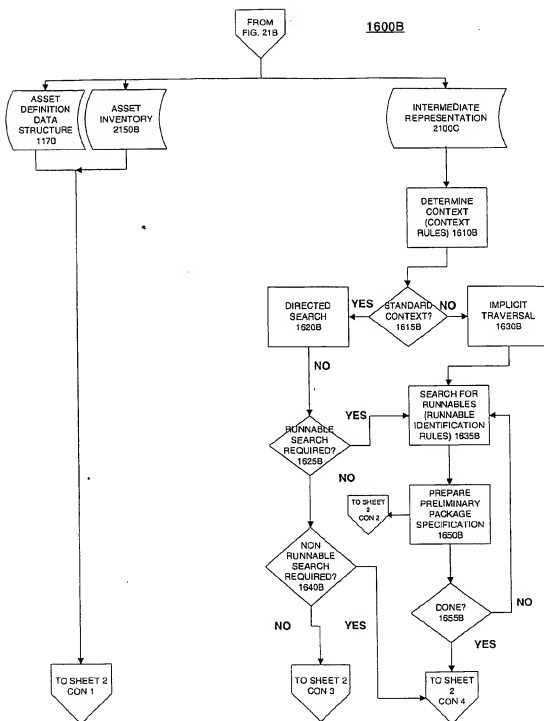 FROM
FIG. 21B
1600B
ASSET
DEFINITION
DATA
STRUCTURE
1170
ASSET
INVENTORY
2150B
INTERMEDIATE
REPRESENTATION
2100C
DETERMINE
CONTEXT
(CONTEXT
RULES) 1610B
DIRECTED
SEARCH
1620B
YES
STANDARD
CONTEXT?
1615B
NO
IMPLICIT
TRAVERSAL
1630B
NO
RUNNABLE
SEARCH
REQUIRED?
1625B
YES
SEARCH FOR
RUNNABLES
(RUNNABLE
IDENTIFICATION
RULES) 1635B
NO
TO SHEET
2
CON 2
PREPARE
PRELIMINARY
PACKAGE
SPECIFICATION
1650B
NON
RUNNABLE
SEARCH
REQUIRED?
1640B
DONE?
1655B
NO
NO
YES
YES
TO SHEET 2
CON 1
TO SHEET 2
CON 3
TO SHEET
2
CON 4